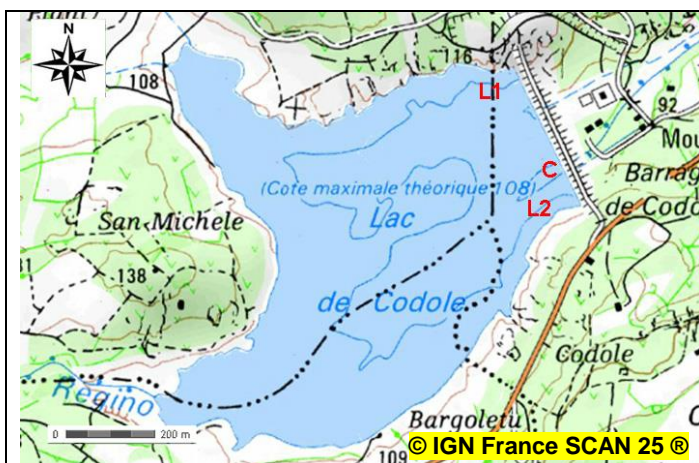 N
116
108
L1
92
Mou
C
Barrag
(Cote maximale théorique 108)
L2
de Codo
San Michele
Lac
138
de Codole
Codole
Regino
Bargoletu
0 200 m
109
© IGN France SCAN 25 ®